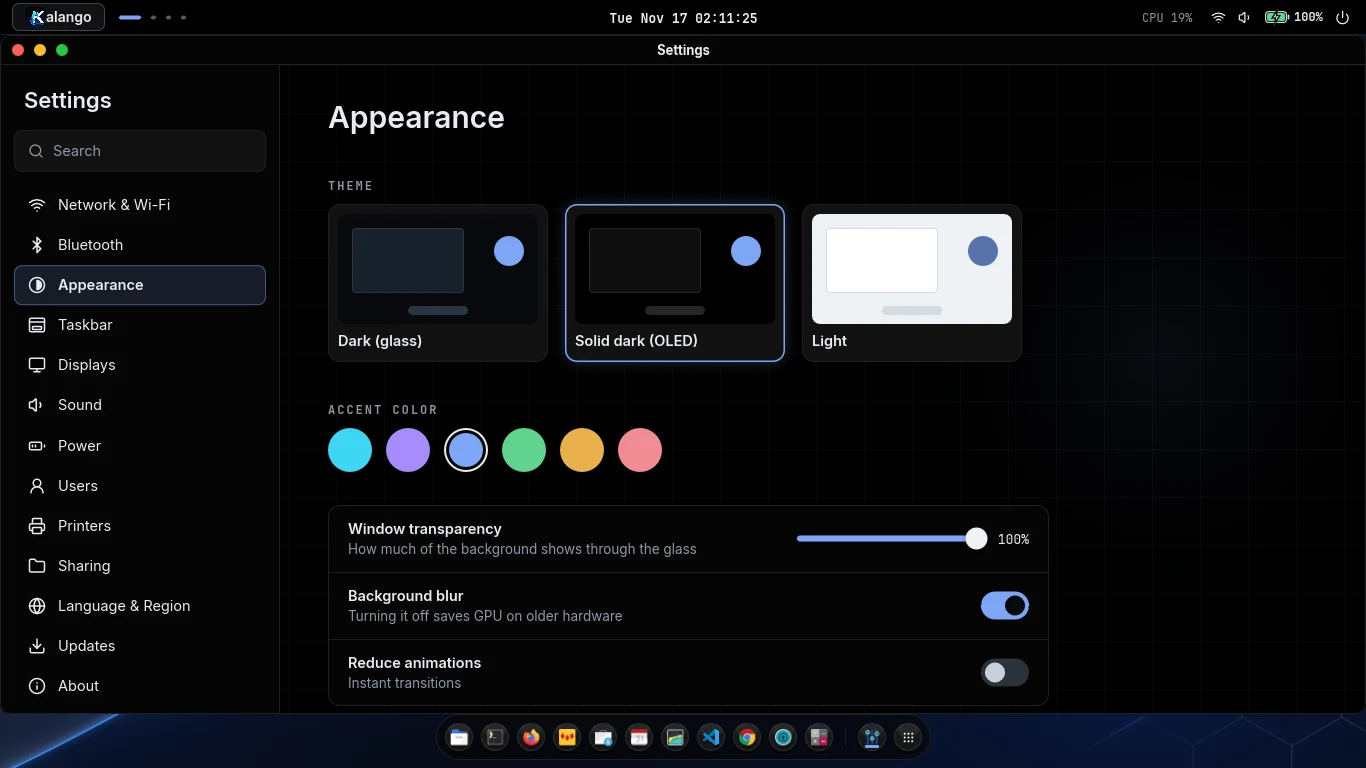 Kalango
Tue Nov 17 02:11:25
CPU 19%
100%
Settings
Settings
Search
Network & Wi-Fi
Bluetooth
Appearance
Taskbar
Displays
Sound
Power
Users
Printers
Sharing
Language & Region
Updates
About
Appearance
THEME
Dark (glass)
Solid dark (OLED)
Light
ACCENT COLOR
Window transparency
How much of the background shows through the glass
100%
Background blur
Turning it off saves GPU on older hardware
Reduce animations
Instant transitions